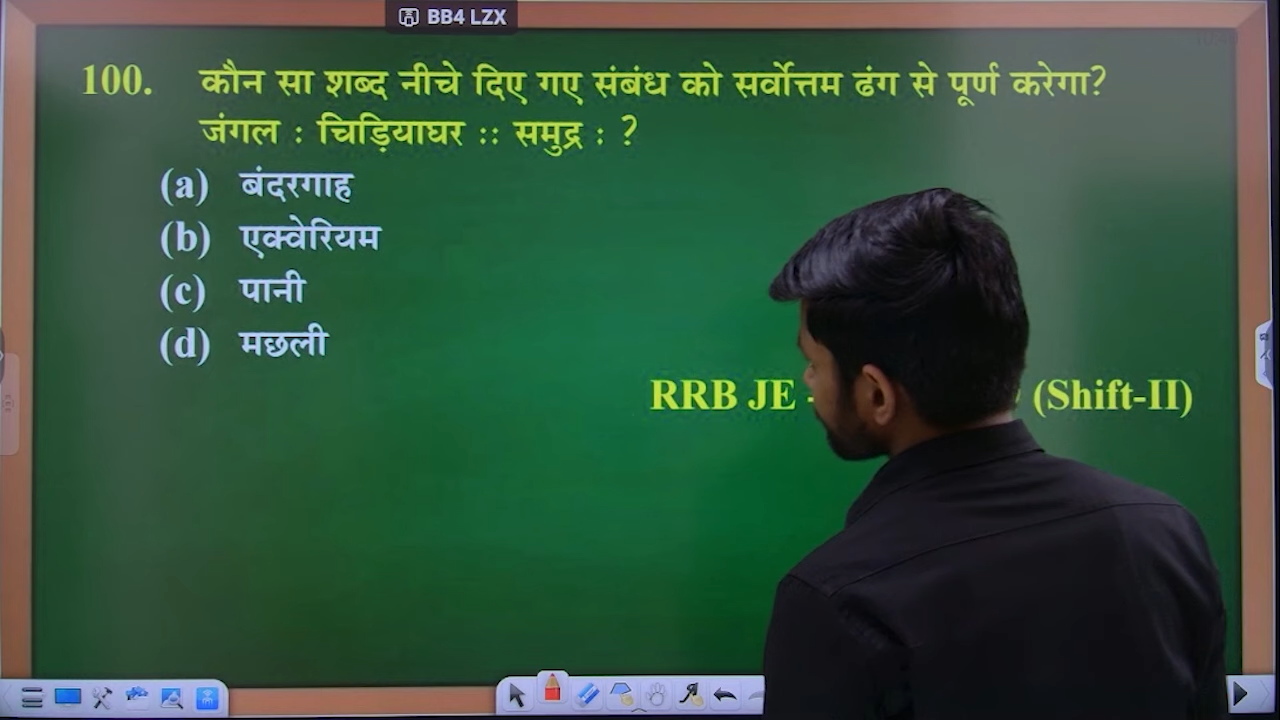 BB4 LZX
100. कौन सा शब्द नीचे दिए गए संबंध को सर्वोत्तम ढंग से पूर्ण करेगा?
जंगल : चिड़ियाघर :: समुद्र : ?
(a) बंदरगाह
(b) एक्वेरियम
(c) पानी
(d) मछली
RRB JE - (Shift-II)